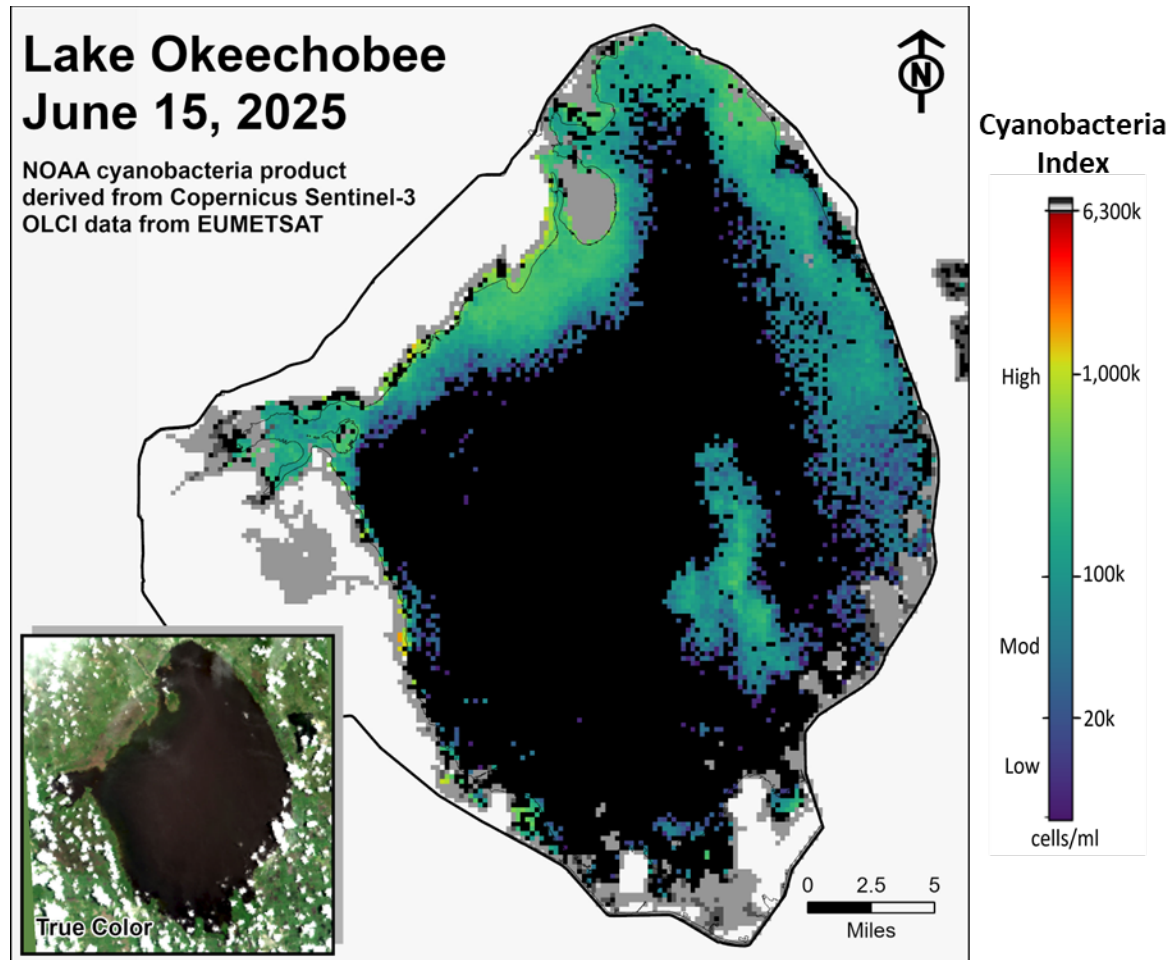 Lake Okeechobee
June 15, 2025
NOAA cyanobacteria product
derived from Copernicus Sentinel-3
OLCI data from EUMETSAT
N
Cyanobacteria
Index
6,300k
High
1,000k
100k
Mod
20k
Low
cells/ml
0 2.5 5
Miles
True Color